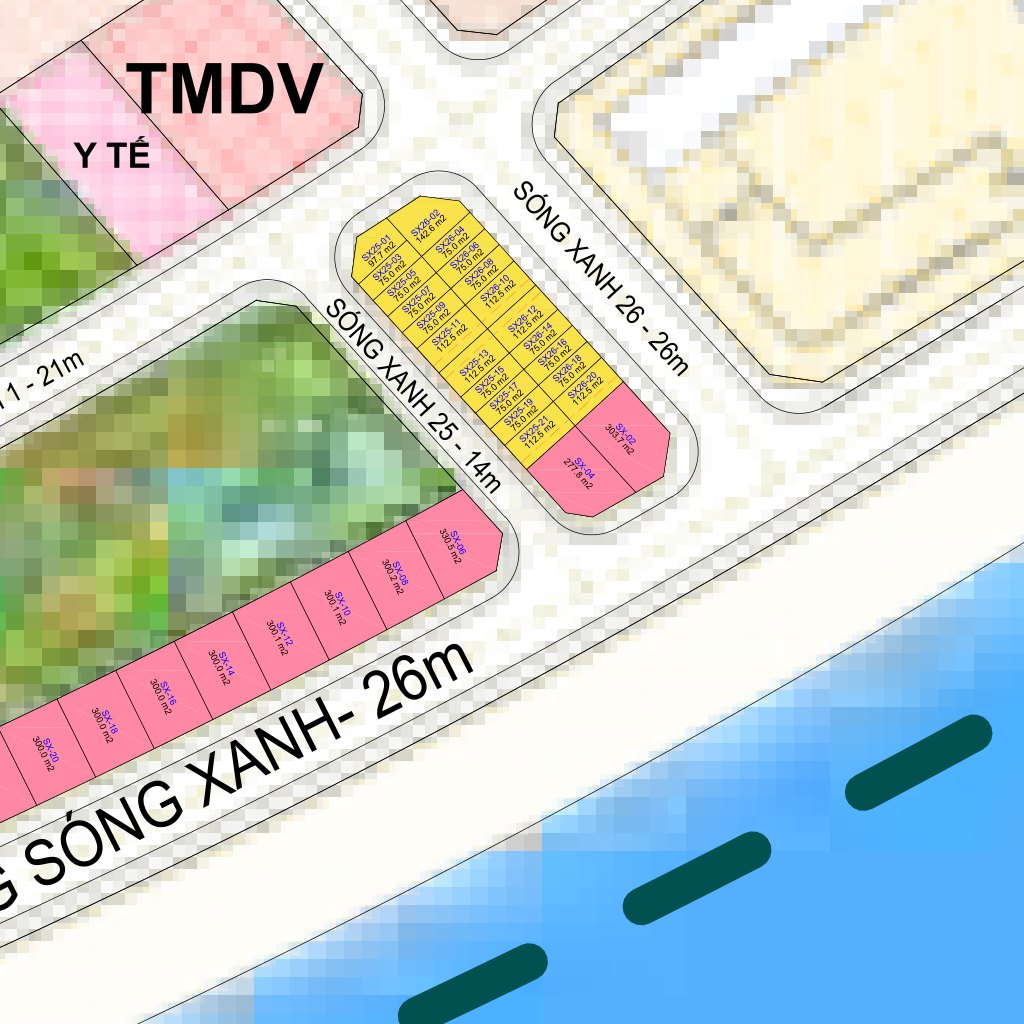 TMDV
Y TẾ
SÓNG XANH 26 - 26m
SÓNG XANH 25 - 14m
1 - 21m
SX25-01
97.7 m2
SX26-02
142.6 m2
SX25-03
75.0 m2
SX26-04
75.0 m2
SX25-05
75.0 m2
SX26-06
75.0 m2
SX25-07
75.0 m2
SX26-08
75.0 m2
SX25-09
75.0 m2
SX26-10
112.5 m2
SX25-11
112.5 m2
SX26-12
112.5 m2
SX25-13
112.5 m2
SX26-14
75.0 m2
SX25-15
75.0 m2
SX26-16
75.0 m2
SX25-17
75.0 m2
SX26-18
75.0 m2
SX25-19
75.0 m2
SX26-20
112.5 m2
SX25-21
112.5 m2
SX-02
303.7 m2
SX-04
277.8 m2
SX-06
330.5 m2
SX-08
300.2 m2
SX-10
300.1 m2
SX-12
300.1 m2
SX-14
300.0 m2
SX-16
300.0 m2
SX-18
300.0 m2
SX-20
300.0 m2
G SÓNG XANH- 26m